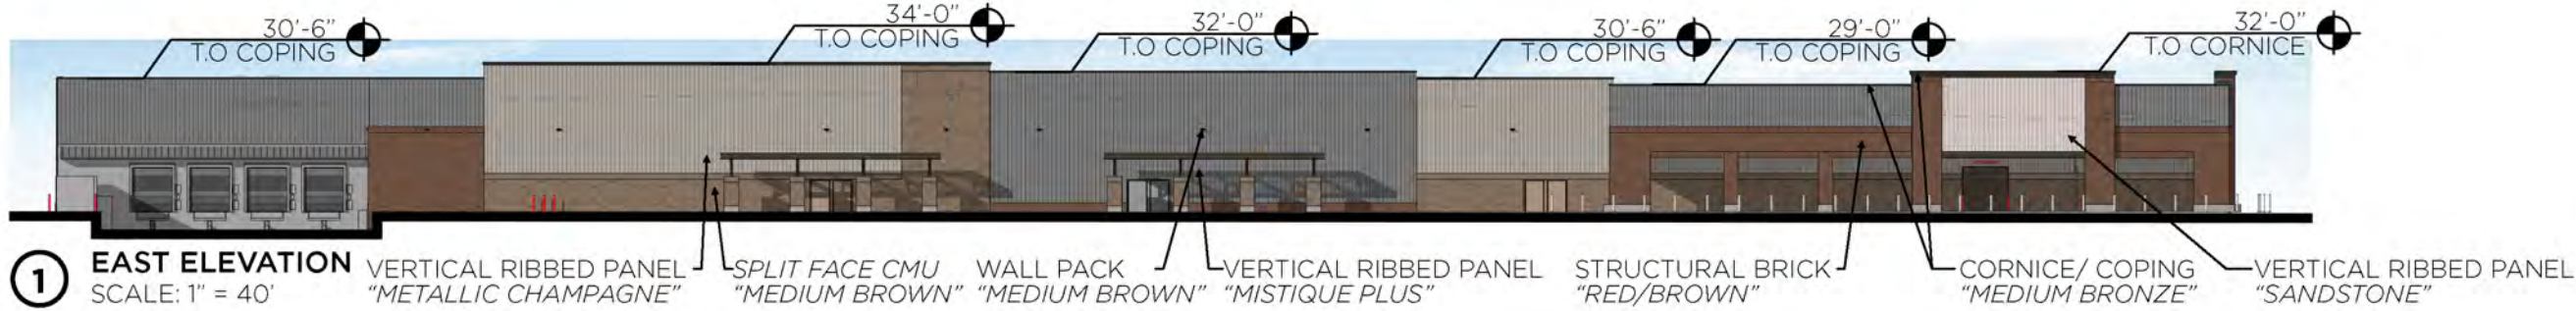 30'-6"
T.O COPING
34'-0"
T.O COPING
32'-0"
T.O COPING
30'-6"
T.O COPING
29'-0"
T.O COPING
32'-0"
T.O CORNICE
1
EAST ELEVATION
SCALE: 1" = 40'
VERTICAL RIBBED PANEL
"METALLIC CHAMPAGNE"
SPLIT FACE CMU
"MEDIUM BROWN"
WALL PACK
"MEDIUM BROWN"
VERTICAL RIBBED PANEL
"MISTIQUE PLUS"
STRUCTURAL BRICK
"RED/BROWN"
CORNICE/ COPING
"MEDIUM BRONZE"
VERTICAL RIBBED PANEL
"SANDSTONE"